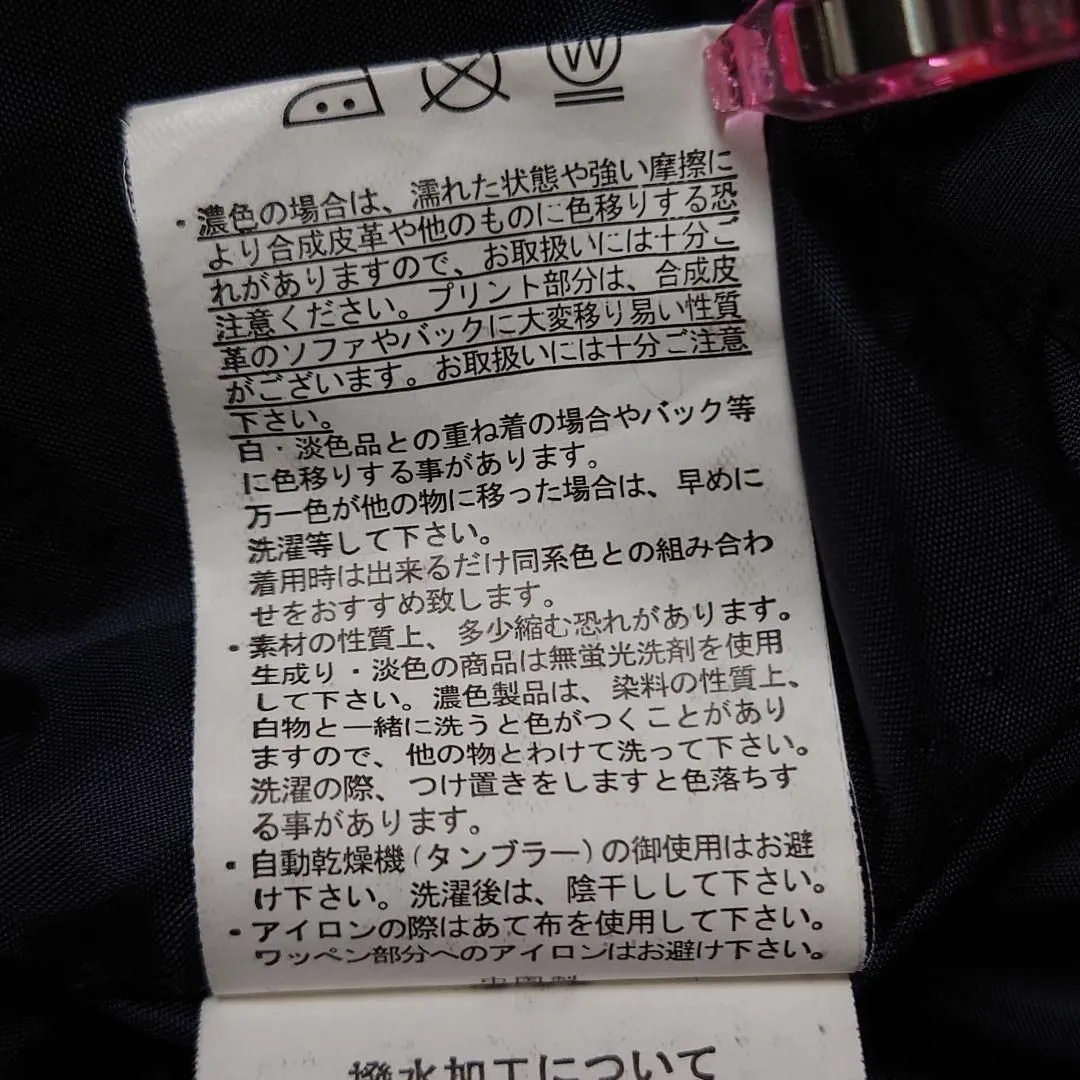 W
・濃色の場合は、濡れた状態や強い摩擦に
より合成皮革や他のものに色移りする恐
れがありますので、お取扱いには十分ご
注意ください。プリント部分は、合成皮
革のソファやバックに大変移り易い性質
がございます。お取扱いには十分ご注意
下さい。
白・淡色品との重ね着の場合やバック等
に色移りする事があります。
万一色が他の物に移った場合は、早めに
洗濯等して下さい。
着用時は出来るだけ同系色との組み合わ
せをおすすめ致します。
・素材の性質上、多少縮む恐れがあります。
生成り・淡色の商品は無蛍光洗剤を使用
して下さい。濃色製品は、染料の性質上、
白物と一緒に洗うと色がつくことがあり
ますので、他の物とわけて洗って下さい。
洗濯の際、つけ置きをしますと色落ちす
る事があります。
・自動乾燥機(タンブラー)の御使用はお避
け下さい。洗濯後は、陰干しして下さい。
・アイロンの際はあて布を使用して下さい。
ワッペン部分へのアイロンはお避け下さい。
撥水加工について